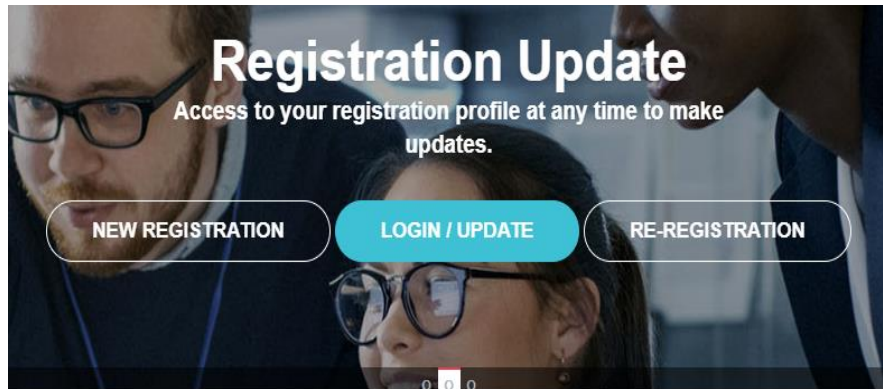 Registration Update
Access to your registration profile at any time to make
updates.
NEW REGISTRATION
LOGIN / UPDATE
RE-REGISTRATION